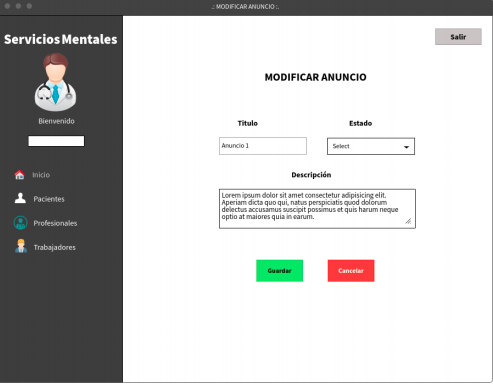 .: MODIFICAR ANUNCIO :.
Servicios Mentales
Bienvenido
Inicio
Pacientes
Profesionales
Trabajadores
Salir
MODIFICAR ANUNCIO
Titulo Estado
Anuncio 1 Select
Descripción
Lorem ipsum dolor sit amet consectetur adipisicing elit.
Aperiam dicta quo qui, natus perspiciatis quod dolorum
delectus accusamus suscipit possimus et quis harum neque
optio at maiores quia in earum.
Guardar Cancelar